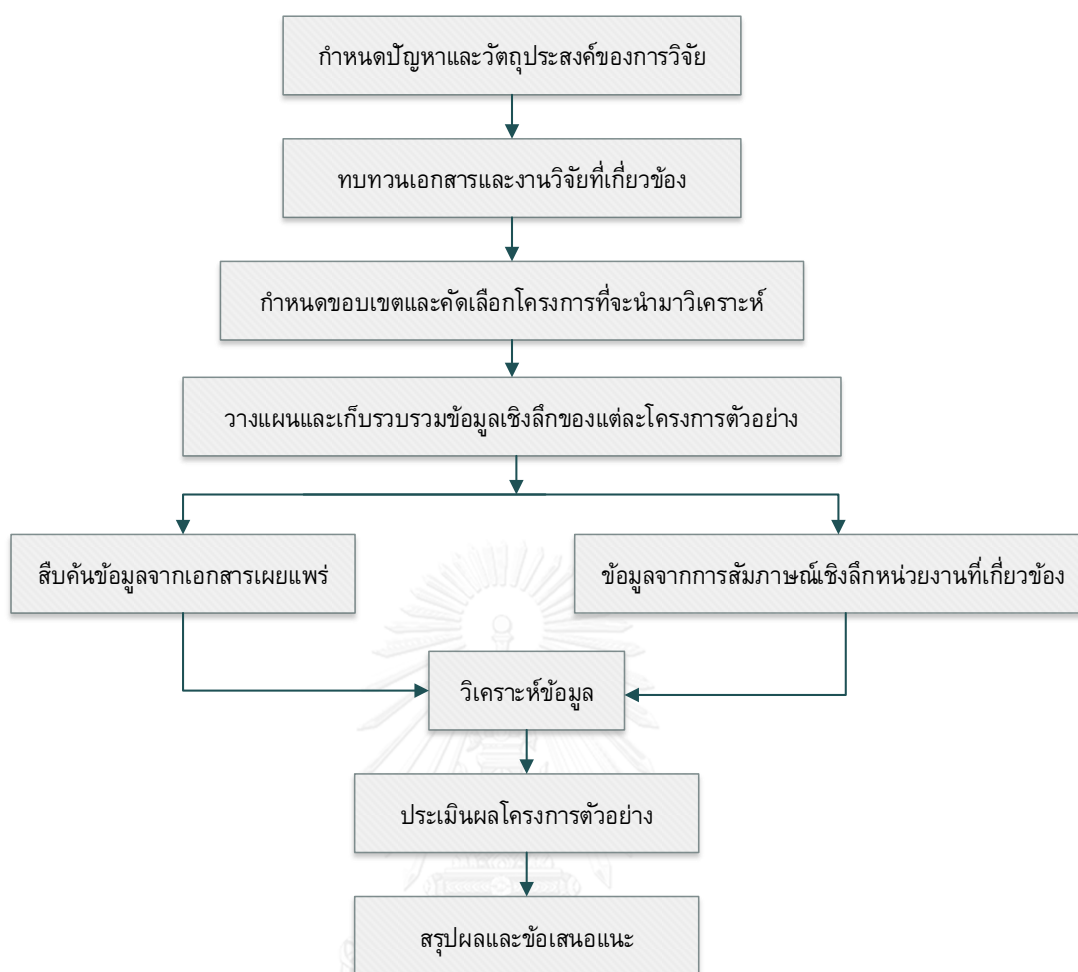 กำหนดปัญหาและวัตถุประสงค์ของการวิจัย
ทบทวนเอกสารและงานวิจัยที่เกี่ยวข้อง
กำหนดขอบเขตและคัดเลือกโครงการที่จะนำมาวิเคราะห์
วางแผนและเก็บรวบรวมข้อมูลเชิงลึกของแต่ละโครงการตัวอย่าง
สืบค้นข้อมูลจากเอกสารเผยแพร่
ข้อมูลจากการสัมภาษณ์เชิงลึกหน่วยงานที่เกี่ยวข้อง
วิเคราะห์ข้อมูล
ประเมินผลโครงการตัวอย่าง
สรุปผลและข้อเสนอแนะ